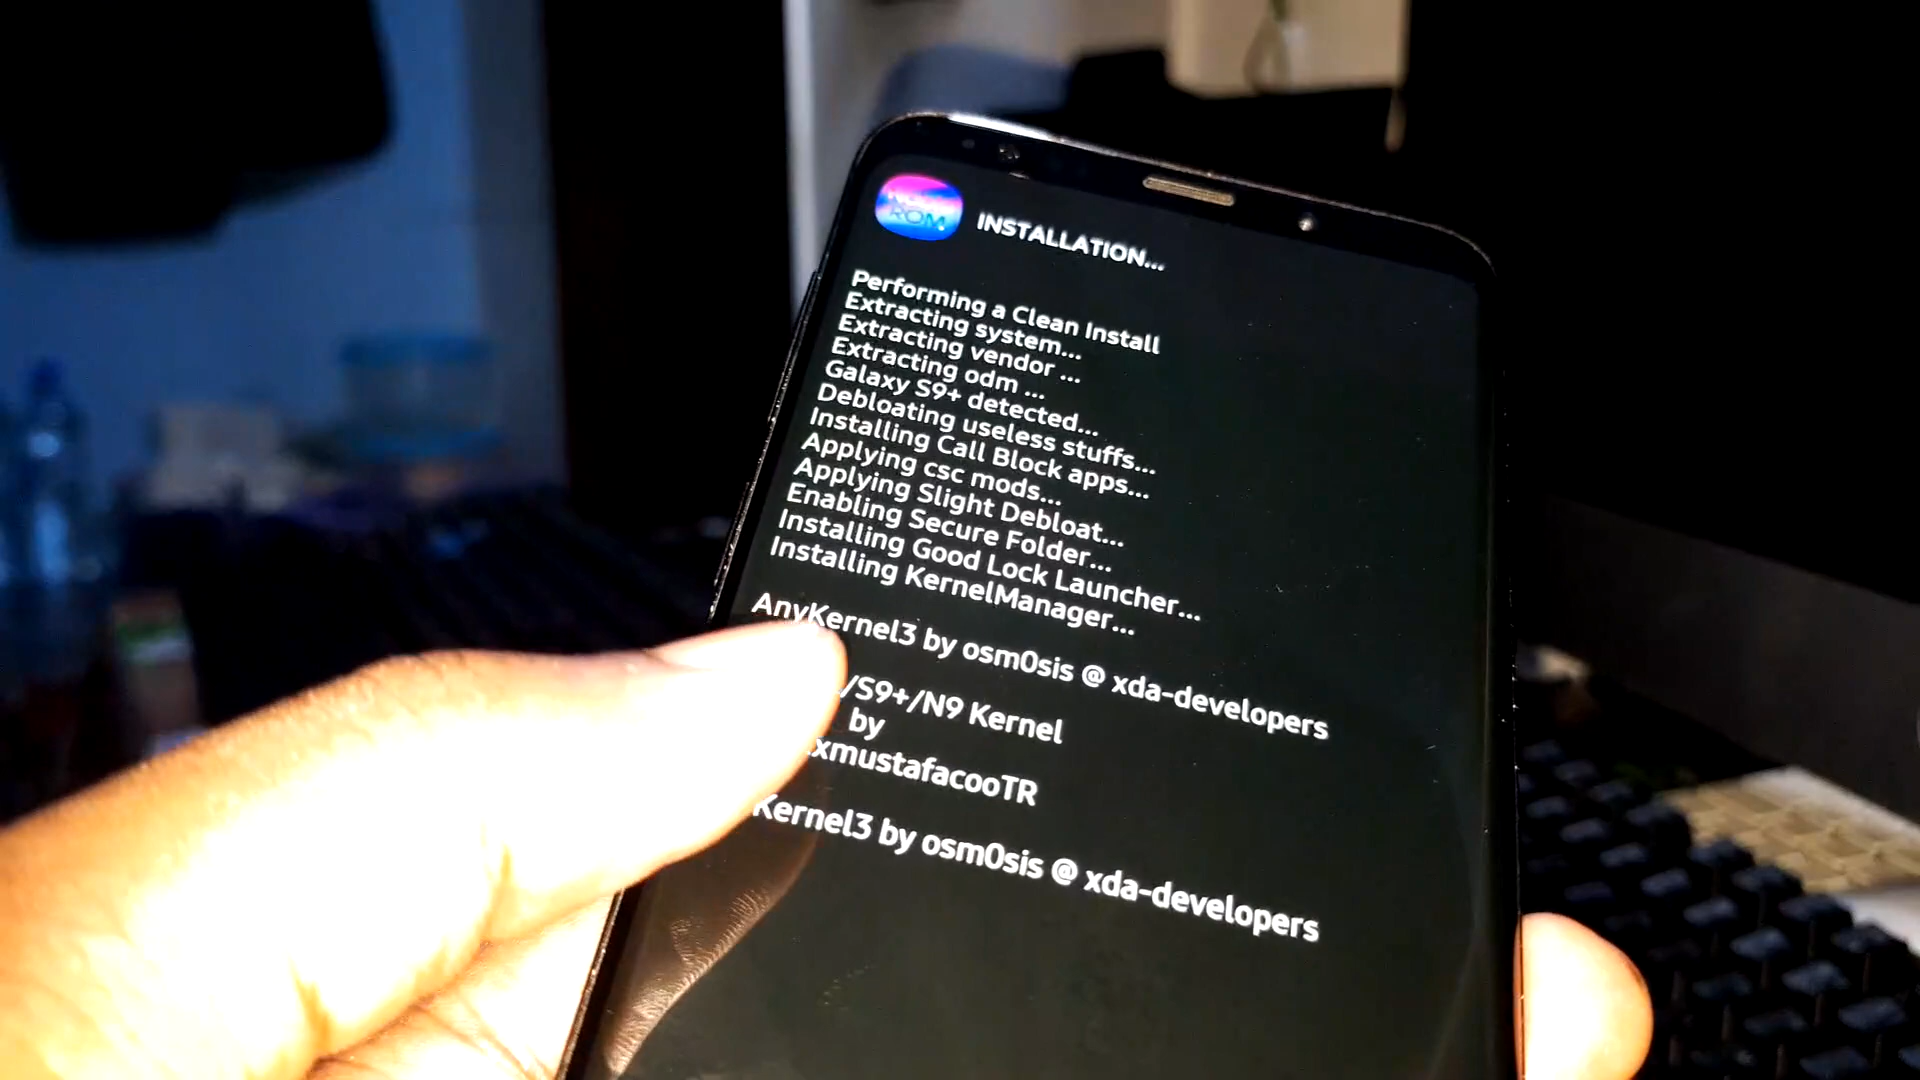 ROM
INSTALLATION...
Performing a Clean Install
Extracting system...
Extracting vendor ...
Extracting odm ...
Galaxy S9+ detected...
Debloating useless stuffs...
Installing Call Block apps...
Applying csc mods...
Applying Slight Debloat...
Enabling Secure Folder...
Installing Good Lock Launcher...
Installing KernelManager...
AnyKernel3 by osm0sis @ xda-developers
/S9+/N9 Kernel
by
xmustafacooTR
Kernel3 by osm0sis @ xda-developers